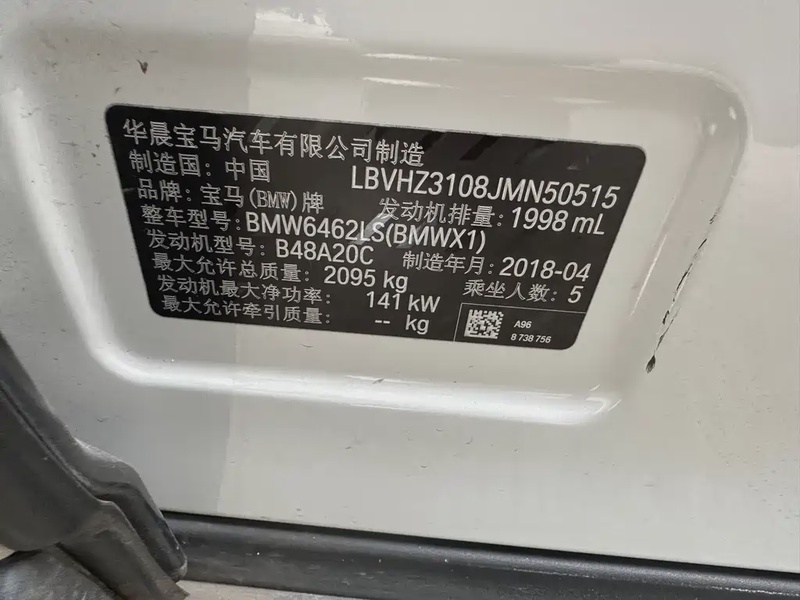 华晨宝马汽车有限公司制造
制造国: 中国 LBVHZ3108JMN50515
品牌: 宝马(BMW)牌 发动机排量: 1998 mL
整车型号: BMW6462LS(BMWX1)
发动机型号: B48A20C 制造年月: 2018-04
最大允许总质量: 2095 kg 乘坐人数: 5
发动机最大净功率: 141 kW
最大允许牵引质量: -- kg
A96
8 738 756